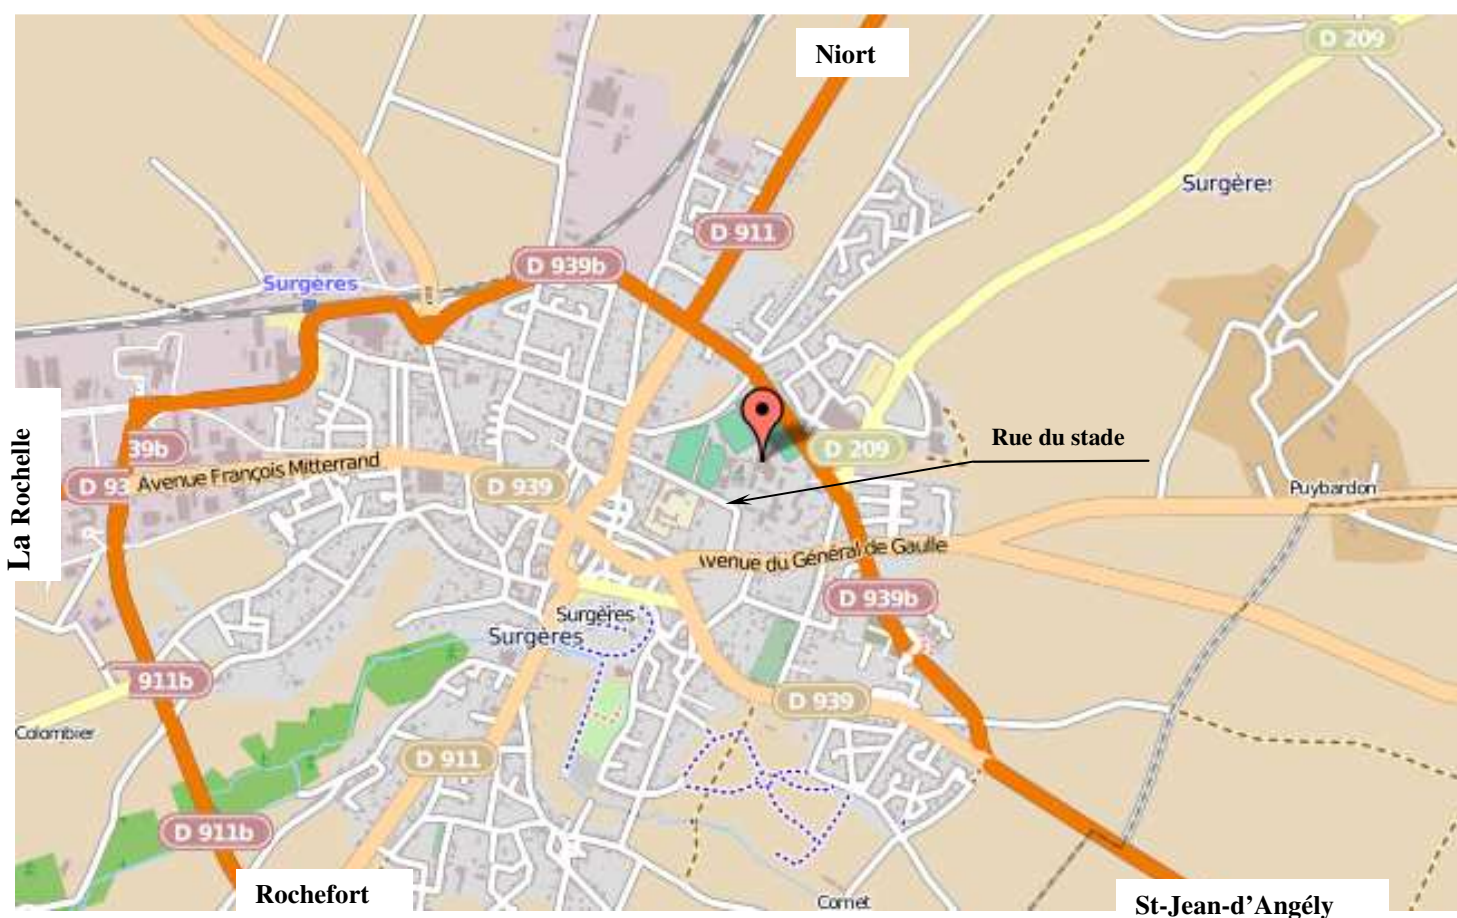 Niort
D 209
Surgères
D 911
D 939b
Surgères
La Rochelle
39b
D 93
Avenue François Mitterrand
D 939
D 209
Rue du stade
Puybardon
venue du Général de Gaulle
D 939b
Surgères
Surgères
911b
D 939
Colombier
D 911
D 911b
Rochefort
Cornet
St-Jean-d'Angély